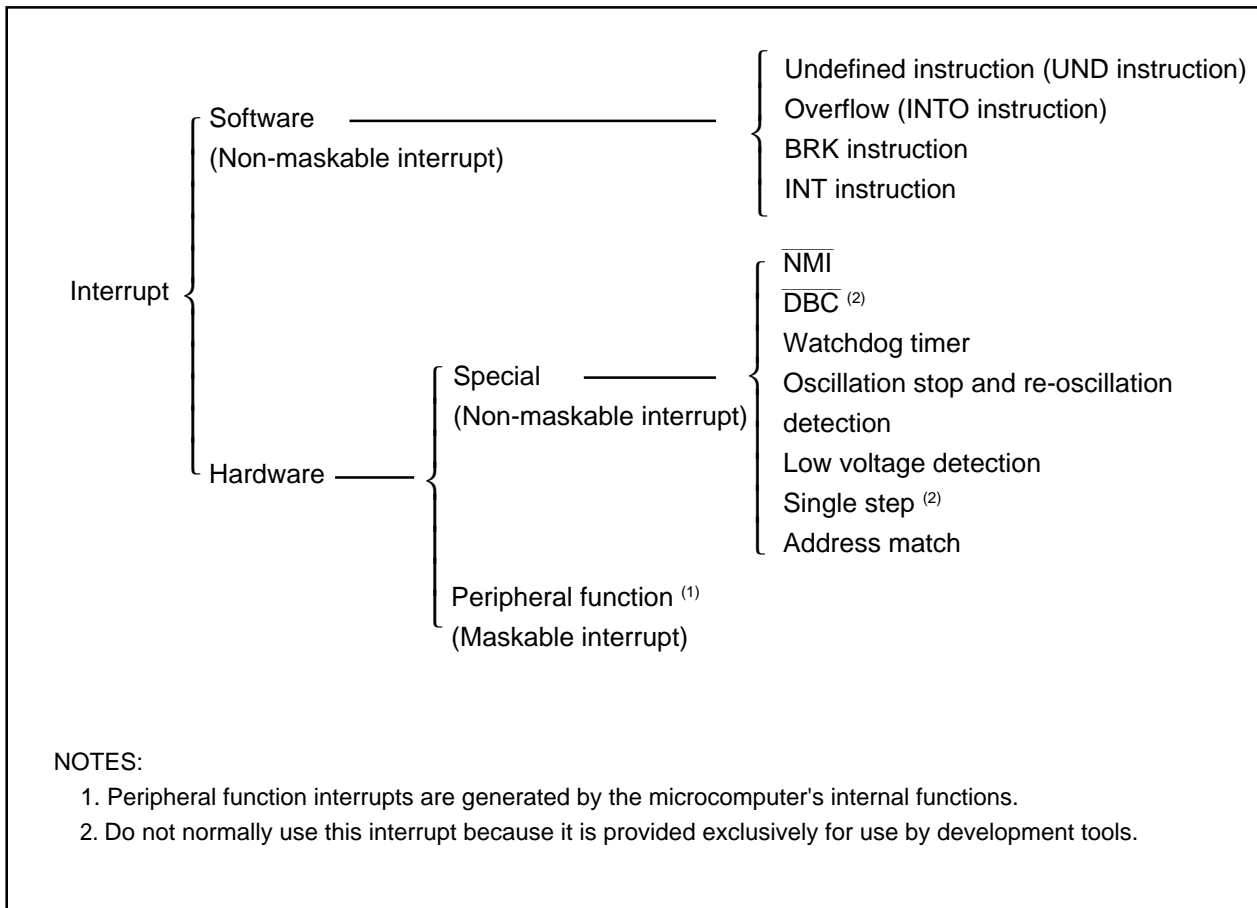 Interrupt
Software
(Non-maskable interrupt)
Undefined instruction (UND instruction)
Overflow (INTO instruction)
BRK instruction
INT instruction
Hardware
Special
(Non-maskable interrupt)
N̅M̅I̅
D̅B̅C̅ (2)
Watchdog timer
Oscillation stop and re-oscillation
detection
Low voltage detection
Single step (2)
Address match
Peripheral function (1)
(Maskable interrupt)
NOTES:
1. Peripheral function interrupts are generated by the microcomputer's internal functions.
2. Do not normally use this interrupt because it is provided exclusively for use by development tools.